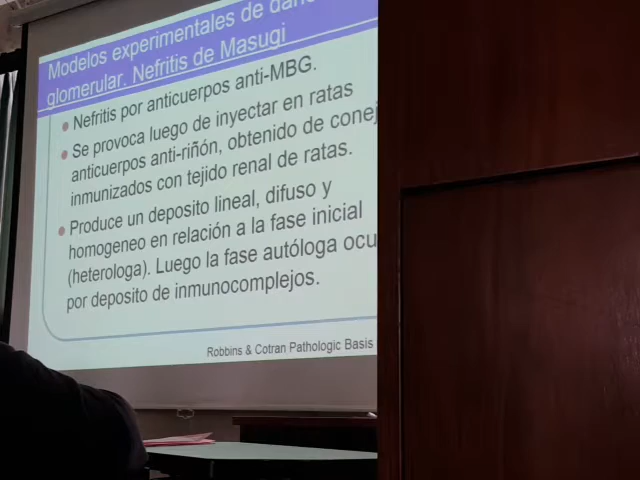 Modelos experimentales de
glomerular. Nefritis de Masugi
Nefritis por anticuerpos anti-MBG.
Se provoca luego de inyectar en ratas
anticuerpos anti-riñón, obtenido de
inmunizados con tejido renal de ratas.
Produce un deposito lineal, difuso y
homogeneo en relación a la fase inicial
(heterologa). Luego la fase autóloga
por deposito de inmunocomplejos.
Robbins & Cotran Pathologic Basis